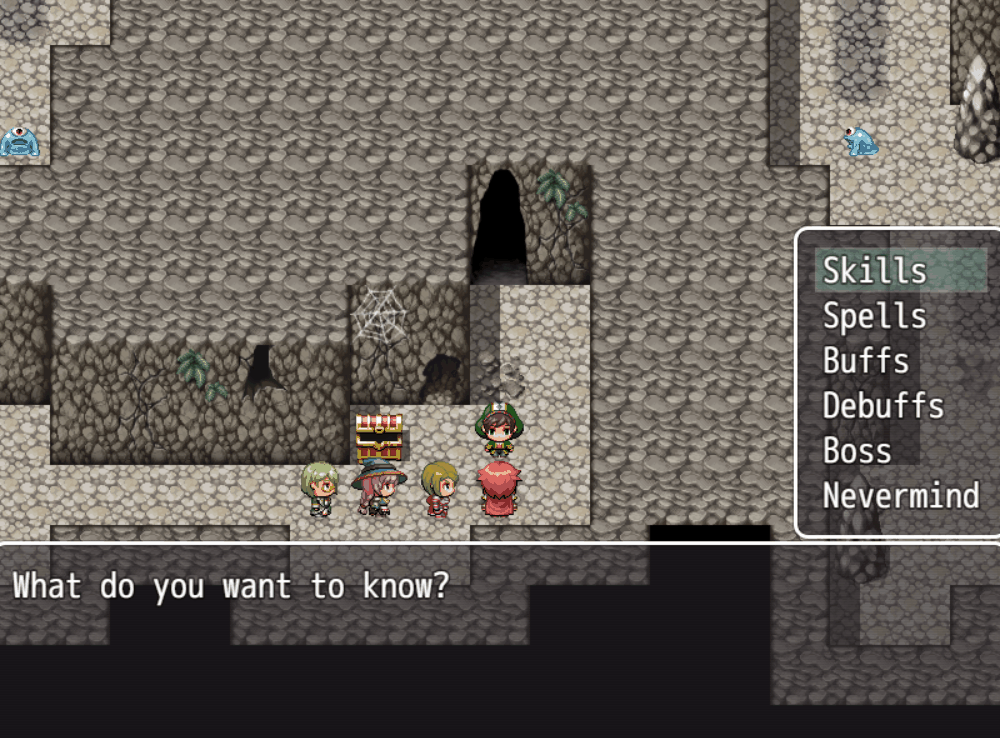 Skills
Spells
Buffs
Debuffs
Boss
Nevermind
What do you want to know?